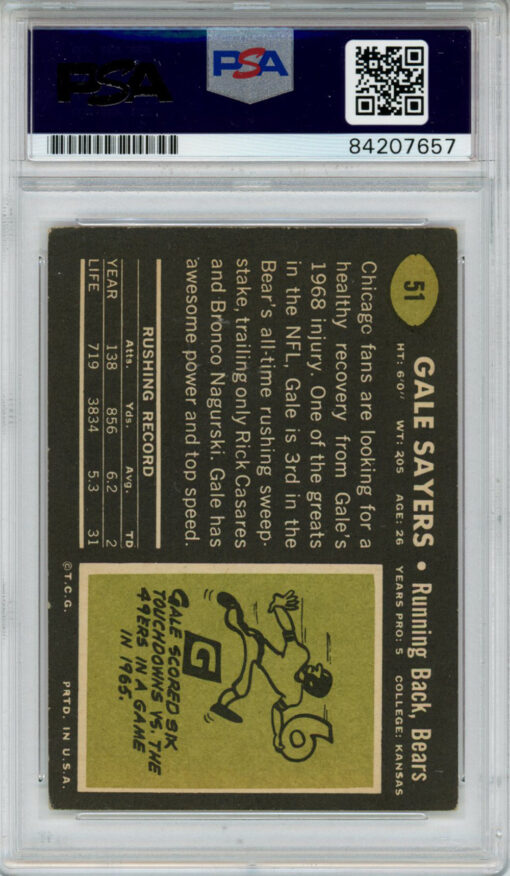 PSA
PSA
84207657
51
GALE SAYERS • Running Back, Bears
HT: 6'0" WT: 205 AGE: 26 YEARS PRO: 5 COLLEGE: KANSAS
Chicago fans are looking for a
healthy recovery from Gale's
1968 injury. One of the greats
in the NFL, Gale is 3rd in the
Bear's all-time rushing sweep-
stake, trailing only Rick Casares
and Bronco Nagurski. Gale has
awesome power and top speed.
RUSHING RECORD
Atts. Yds. Avg. TD
YEAR 138 856 6.2 2
LIFE 719 3834 5.3 31
6
G
GALE SCORED SIX
TOUCHDOWNS VS. THE
49ERS IN A GAME
IN 1965.
©T.C.G. PRTD. IN U.S.A.